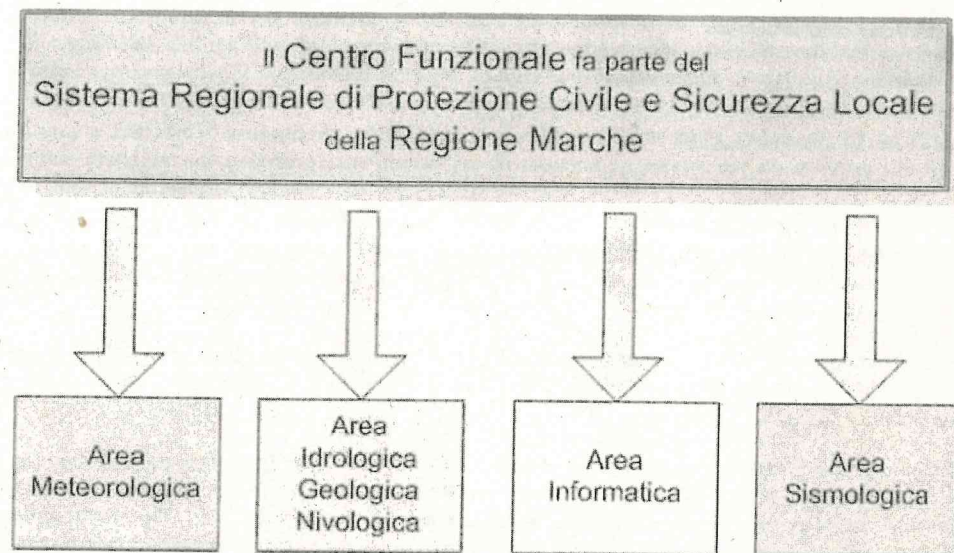 Il Centro Funzionale fa parte del
Sistema Regionale di Protezione Civile e Sicurezza Locale
della Regione Marche
Area
Meteorologica
Area
Idrologica
Geologica
Nivologica
Area
Informatica
Area
Sismologica